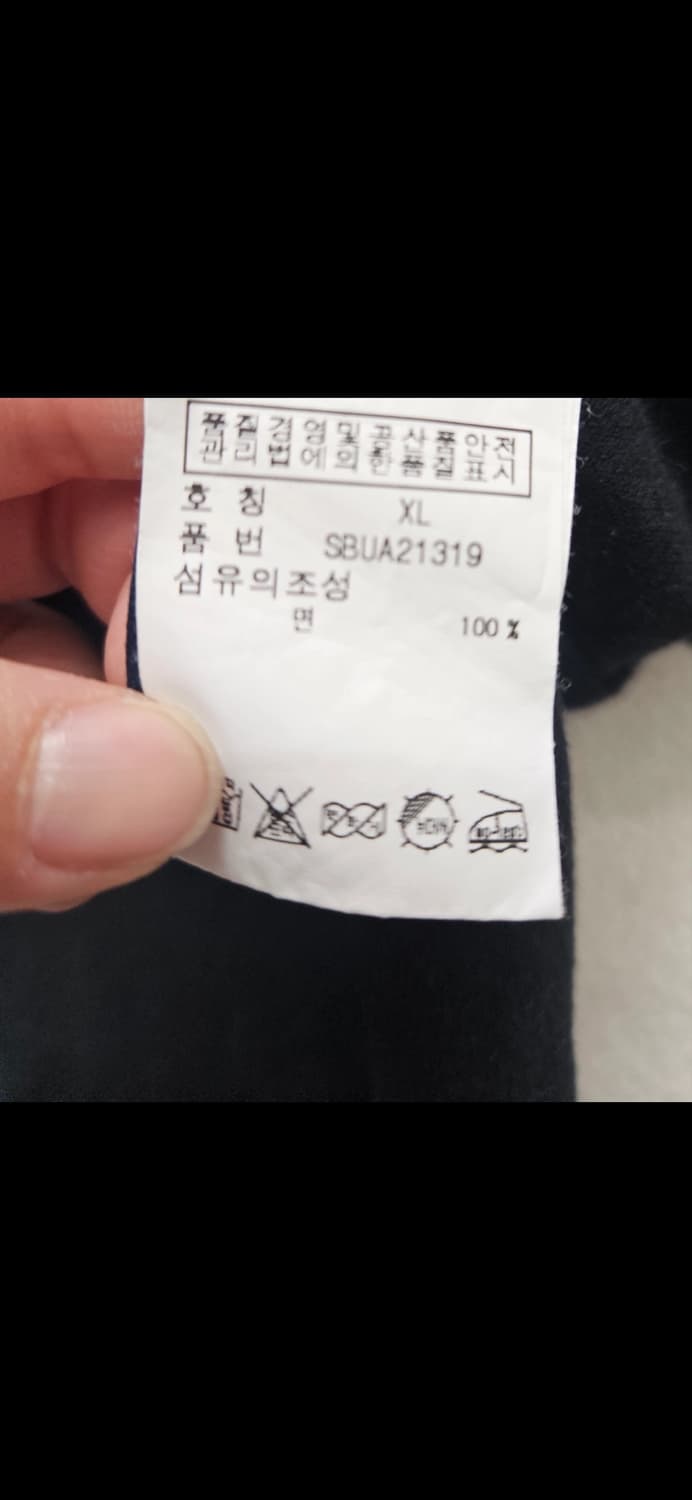 품질경영및공산품안전
관리법에의한품질표시
호 칭 XL
품 번 SBUA21319
섬유의조성
면 100 %